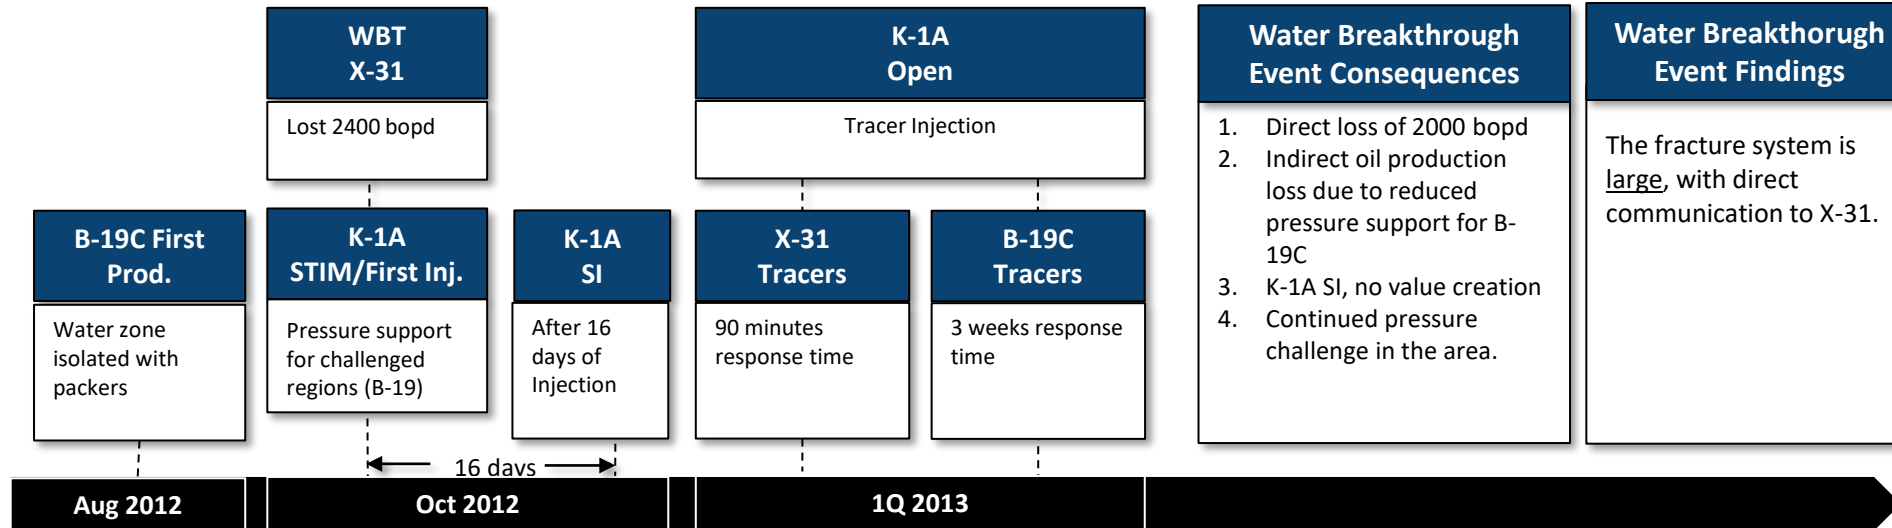 WBT
X-31
Lost 2400 bopd
K-1A
Open
Tracer Injection
B-19C First
Prod.
Water zone
isolated with
packers
K-1A
STIM/First Inj.
Pressure support
for challenged
regions (B-19)
K-1A
SI
After 16
days of
Injection
X-31
Tracers
90 minutes
response time
B-19C
Tracers
3 weeks response
time
16 days
Aug 2012
Oct 2012
1Q 2013
Water Breakthrough
Event Consequences
1. Direct loss of 2000 bopd
2. Indirect oil production
loss due to reduced
pressure support for B-
19C
3. K-1A SI, no value creation
4. Continued pressure
challenge in the area.
Water Breakthorugh
Event Findings
The fracture system is
large, with direct
communication to X-31.